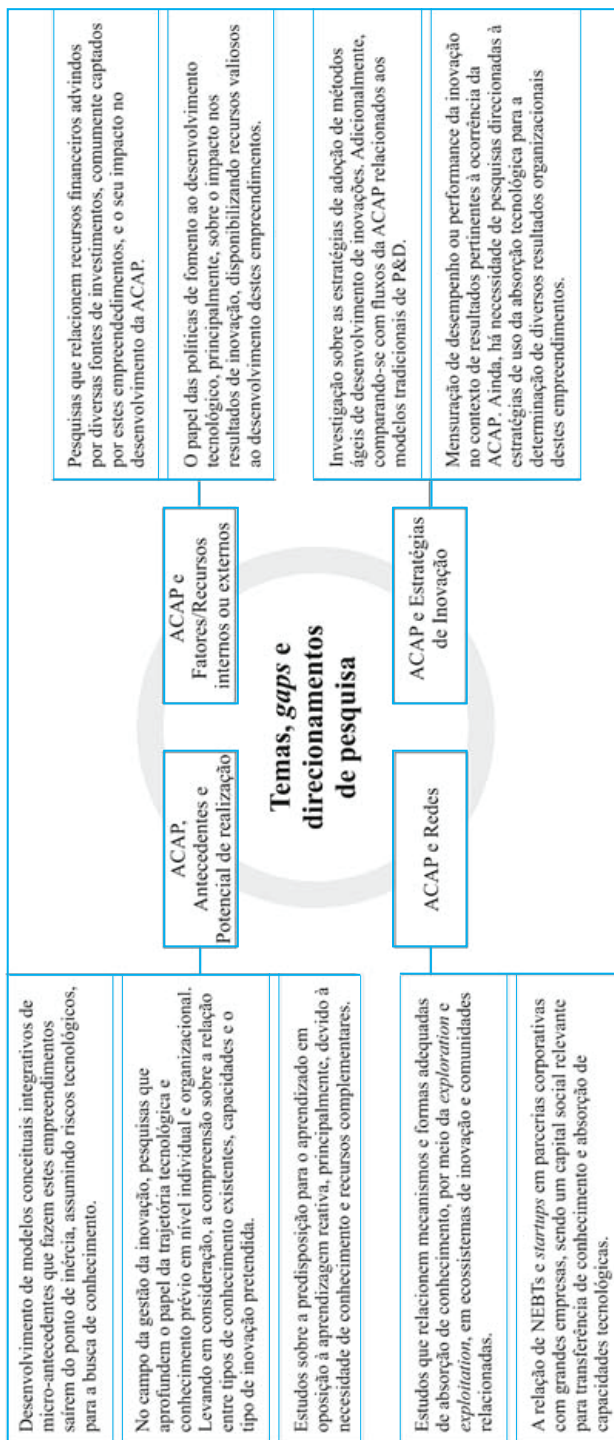 Desenvolvimento de modelos conceituais integrativos de
micro-antecedentes que fazem estes empreendimentos
saírem do ponto de inércia, assumindo riscos tecnológicos,
para a busca de conhecimento.
No campo da gestão da inovação, pesquisas que
aprofundem o papel da trajetória tecnológica e
conhecimento prévio em nível individual e organizacional.
Levando em consideração, a compreensão sobre a relação
entre tipos de conhecimento existentes, capacidades e o
tipo de inovação pretendida.
Estudos sobre a predisposição para o aprendizado em
oposição à aprendizagem reativa, principalmente, devido à
necesidade de conhecimento e recursos complementares.
ACAP,
Antecedentes e
Potencial de realização
ACAP e
Fatores/Recursos
internos ou externos
Pesquisas que relacionem recursos financeiros advindos
por diversas fontes de investimentos, comumente captados
por estes empreendedimentos, e o seu impacto no
desenvolvimento da ACAP.
O papel das políticas de fomento ao desenvolvimento
tecnológico, principalmente, sobre o impacto nos
resultados de inovação, disponibilizando recursos valiosos
ao desenvolvimento destes empreendimentos.
Temas, gaps e
direcionamentos
de pesquisa
Estudos que relacionem mecanismos e formas adequadas
de absorção de conhecimento, por meio da exploration e
exploitation, em ecossistemas de inovação e comunidades
relacionadas.
A relação de NEBTs e startups em parcerias corporativas
com grandes empresas, sendo um capital social relevante
para transferência de conhecimento e absorção de
capacidades tecnológicas.
ACAP e Redes
ACAP e Estratégias
de Inovação
Investigação sobre as estratégias de adoção de métodos
ágeis de desenvolvimento de inovações. Adicionalmente,
comparando-se com fluxos da ACAP relacionados aos
modelos tradicionais de P&D.
Mensuração de desempenho ou performance da inovação
no contexto de resultados pertinentes à ocorrência da
ACAP. Ainda, há necessidade de pesquisas direcionadas à
estratégias de uso da absorção tecnológica para a
determinação de diversos resultados organizacionais
destes empreendimentos.